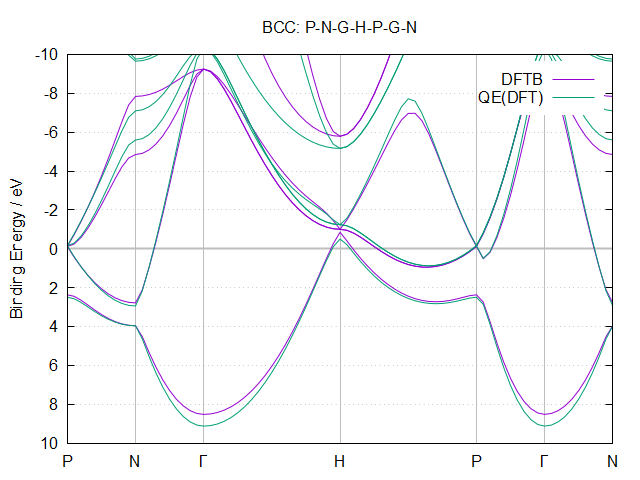 BCC: P-N-G-H-P-G-N
DFTB
QE(DFT)
Binding Energy / eV
-10
-8
-6
-4
-2
0
2
4
6
8
10
P N Γ H P Γ N